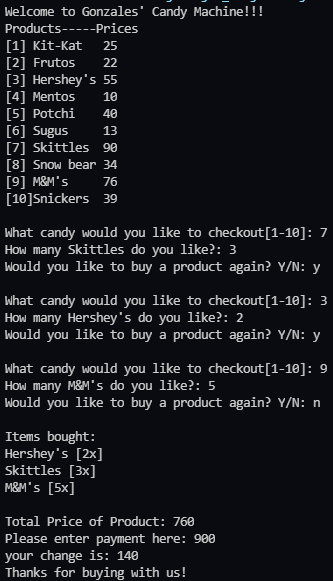 Welcome to Gonzales' Candy Machine!!!
Products-----Prices
[1] Kit-Kat   25
[2] Frutos    22
[3] Hershey's 55
[4] Mentos    10
[5] Potchi    40
[6] Sugus     13
[7] Skittles  90
[8] Snow bear 34
[9] M&M's     76
[10]Snickers  39

What candy would you like to checkout[1-10]: 7
How many Skittles do you like?: 3
Would you like to buy a product again? Y/N: y

What candy would you like to checkout[1-10]: 3
How many Hershey's do you like?: 2
Would you like to buy a product again? Y/N: y

What candy would you like to checkout[1-10]: 9
How many M&M's do you like?: 5
Would you like to buy a product again? Y/N: n

Items bought:
Hershey's [2x]
Skittles [3x]
M&M's [5x]

Total Price of Product: 760
Please enter payment here: 900
your change is: 140
Thanks for buying with us!